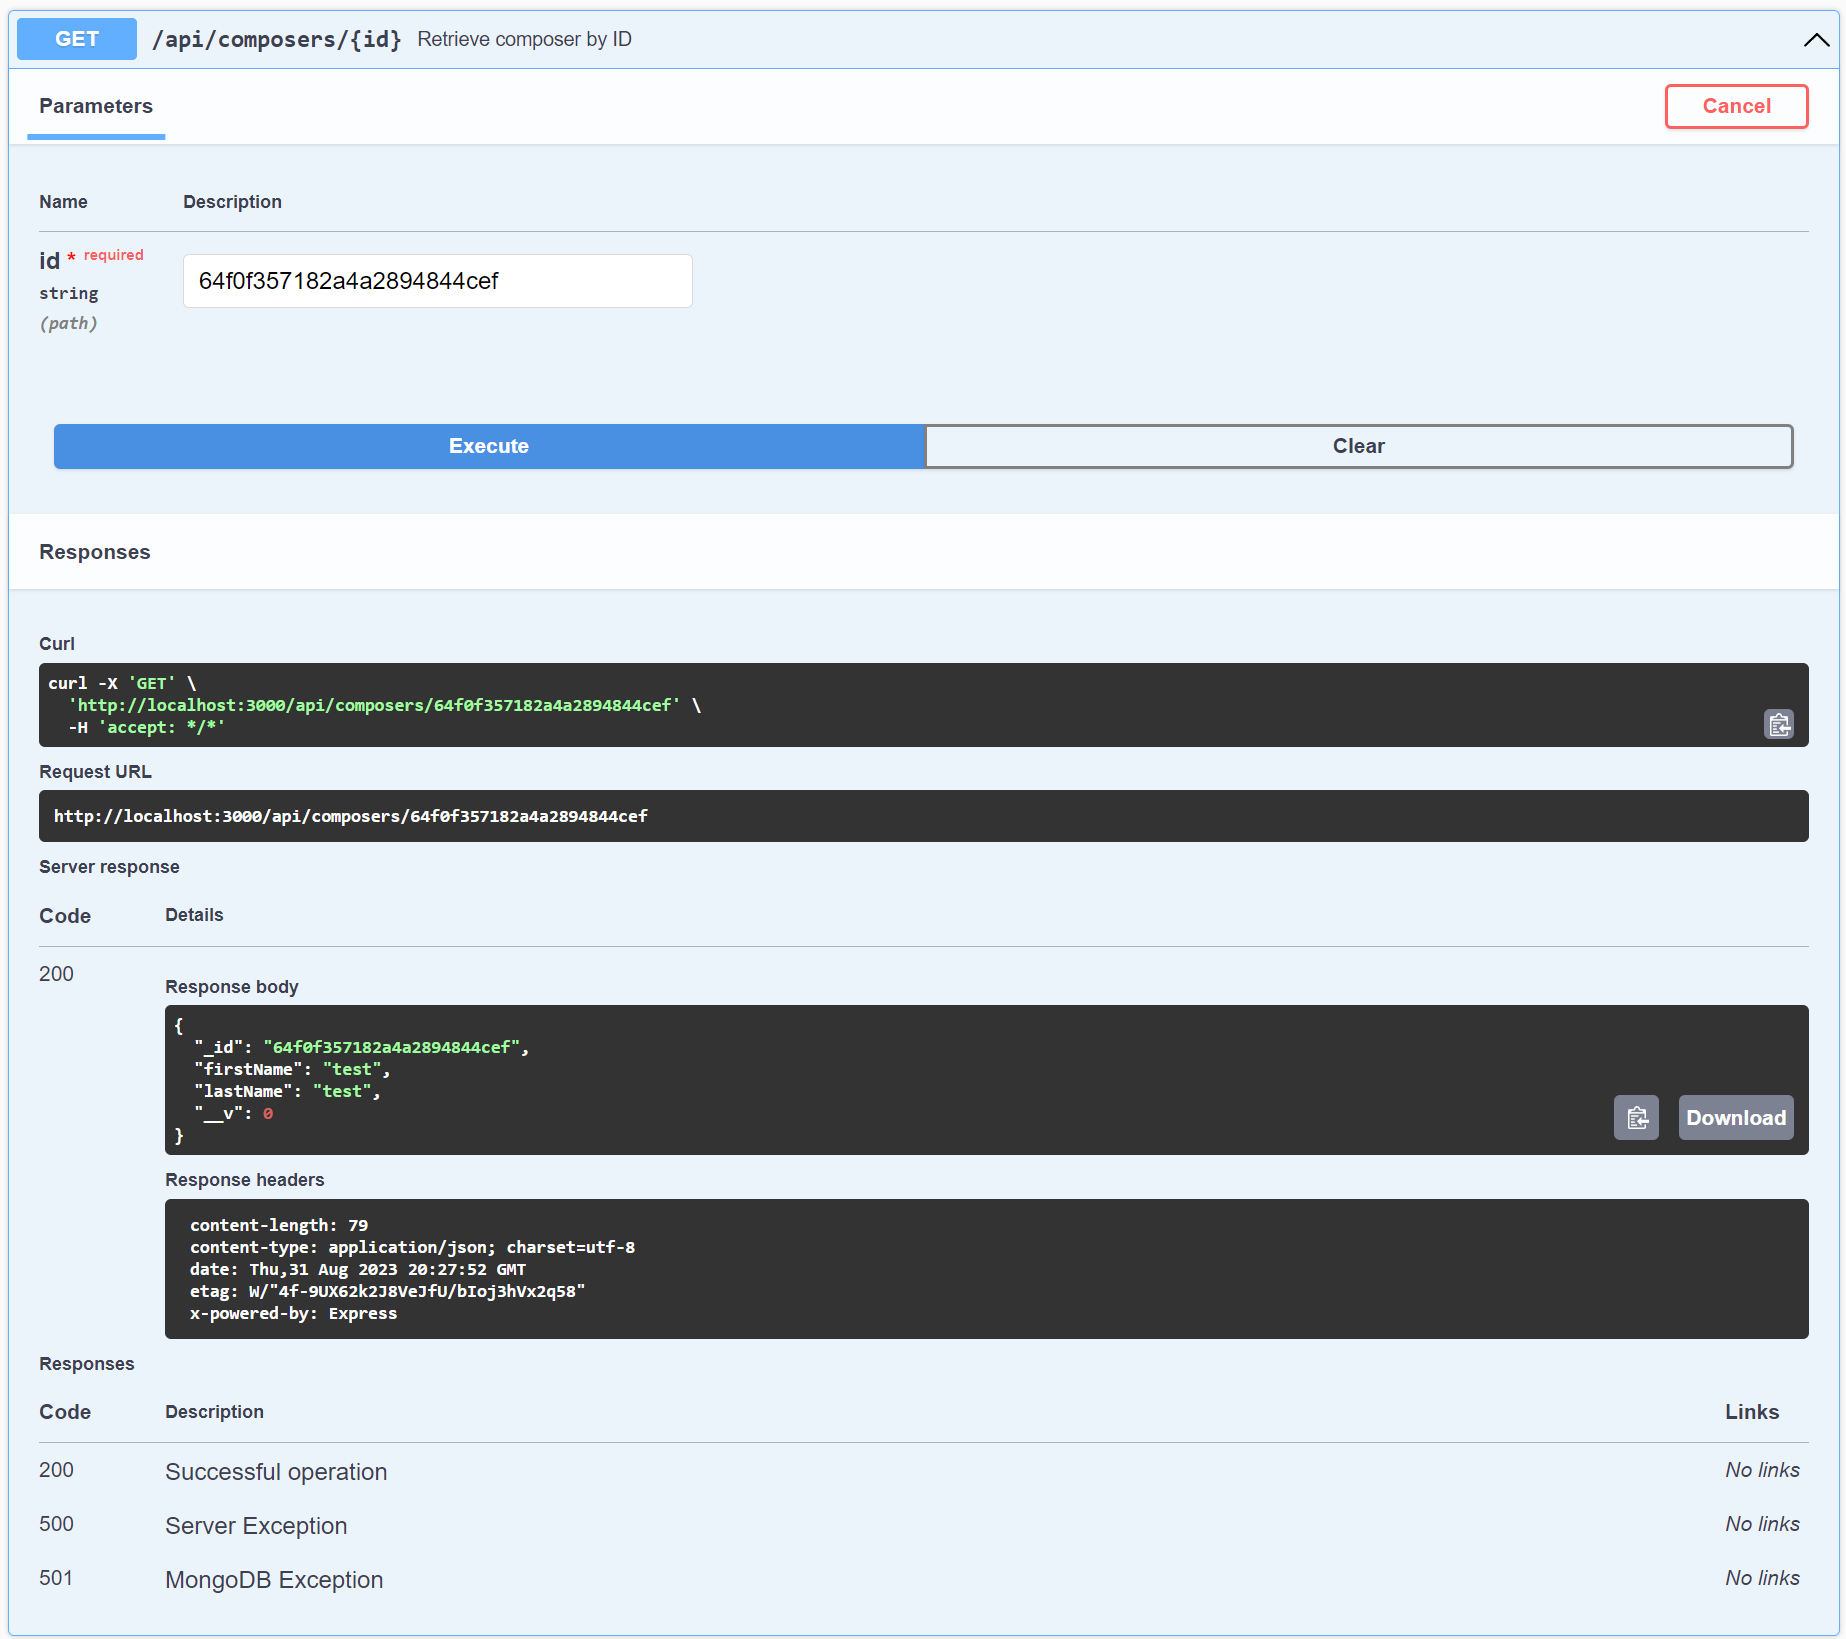 GET /api/composers/{id} Retrieve composer by ID
Parameters
Cancel
Name Description
id * required
string
(path)
64f0f357182a4a2894844cef
Execute Clear
Responses
Curl
curl -X 'GET' \
'http://localhost:3000/api/composers/64f0f357182a4a2894844cef' \
-H 'accept: */*'
Request URL
http://localhost:3000/api/composers/64f0f357182a4a2894844cef
Server response
Code Details
200
Response body
{
"_id": "64f0f357182a4a2894844cef",
"firstName": "test",
"lastName": "test",
"__v": 0
}
Download
Response headers
content-length: 79
content-type: application/json; charset=utf-8
date: Thu,31 Aug 2023 20:27:52 GMT
etag: W/"4f-9UX62k2J8VeJfU/bIoj3hVx2q58"
x-powered-by: Express
Responses
Code Description Links
200 Successful operation No links
500 Server Exception No links
501 MongoDB Exception No links